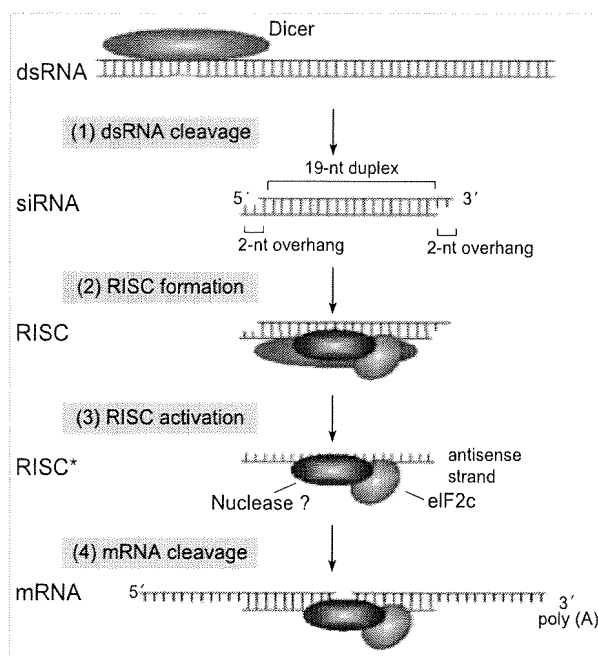 Dicer
dsRNA
(1) dsRNA cleavage
19-nt duplex
5´ 3´
siRNA
2-nt overhang 2-nt overhang
(2) RISC formation
RISC
(3) RISC activation
RISC*
antisense
strand
Nuclease ? eIF2c
(4) mRNA cleavage
mRNA 5´ 3´
poly (A)